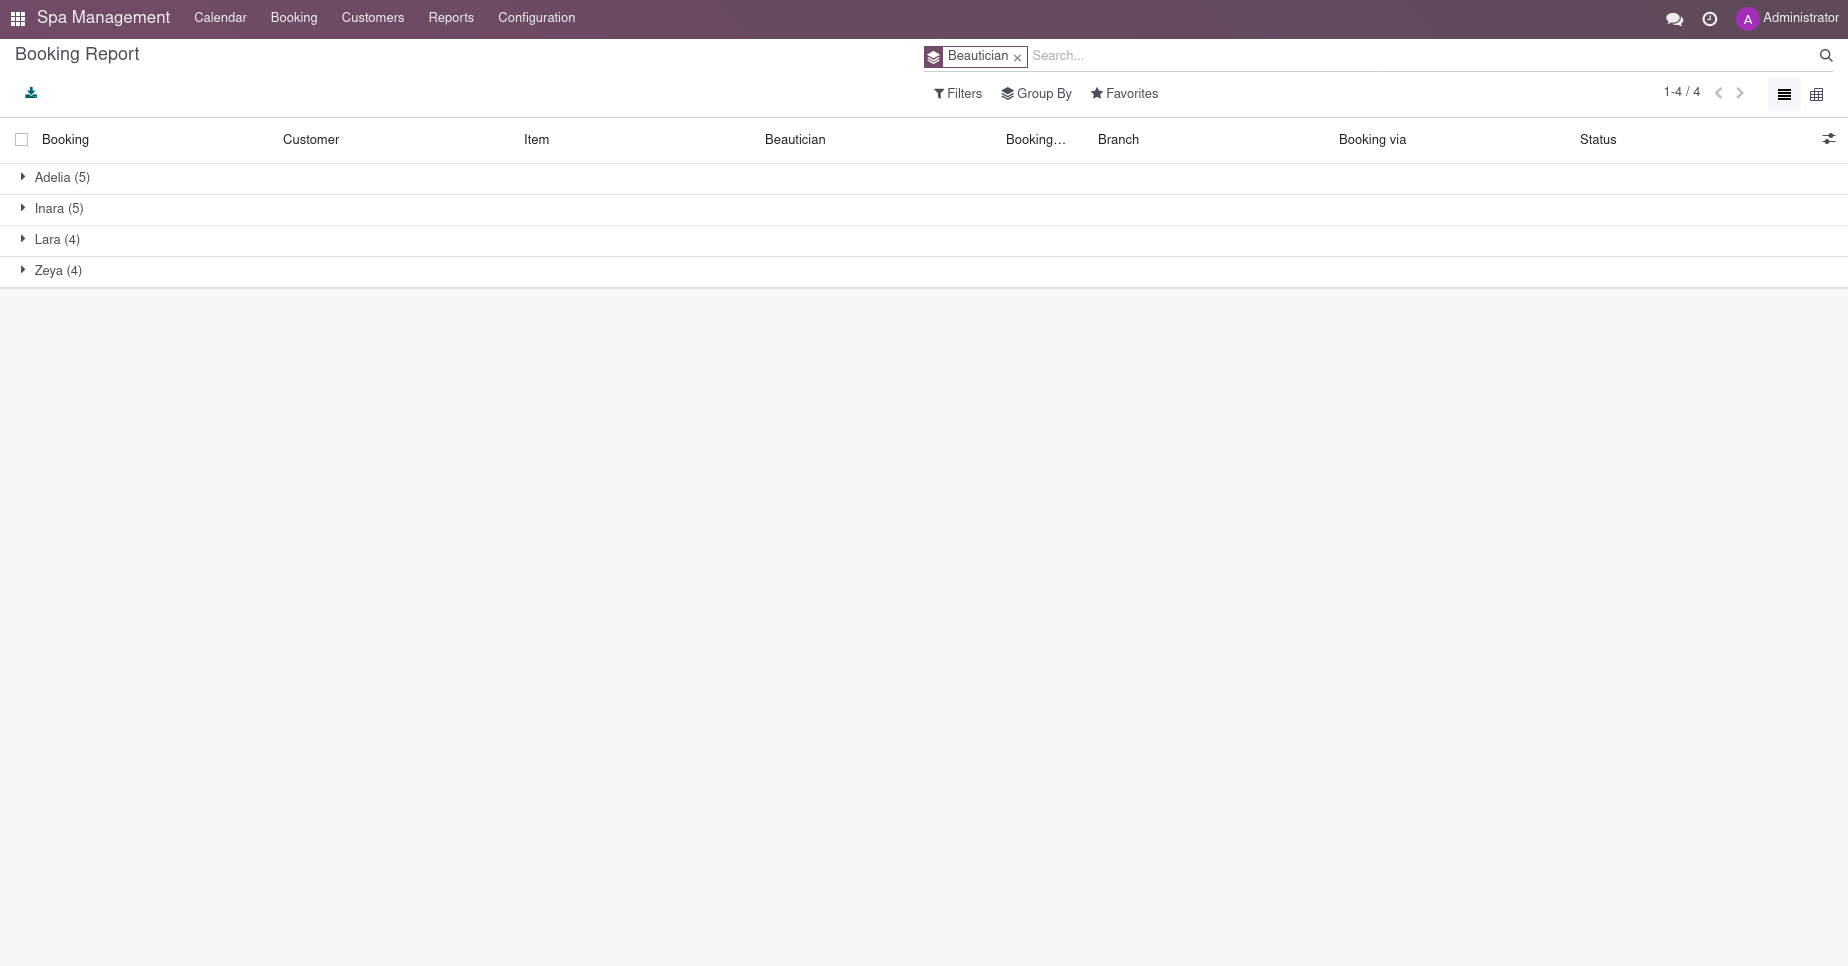 Spa Management Calendar Booking Customers Reports Configuration A Administrator
Booking Report Beautician × Search...
Filters Group By Favorites 1-4 / 4
Booking Customer Item Beautician Booking... Branch Booking via Status
Adelia (5)
Inara (5)
Lara (4)
Zeya (4)